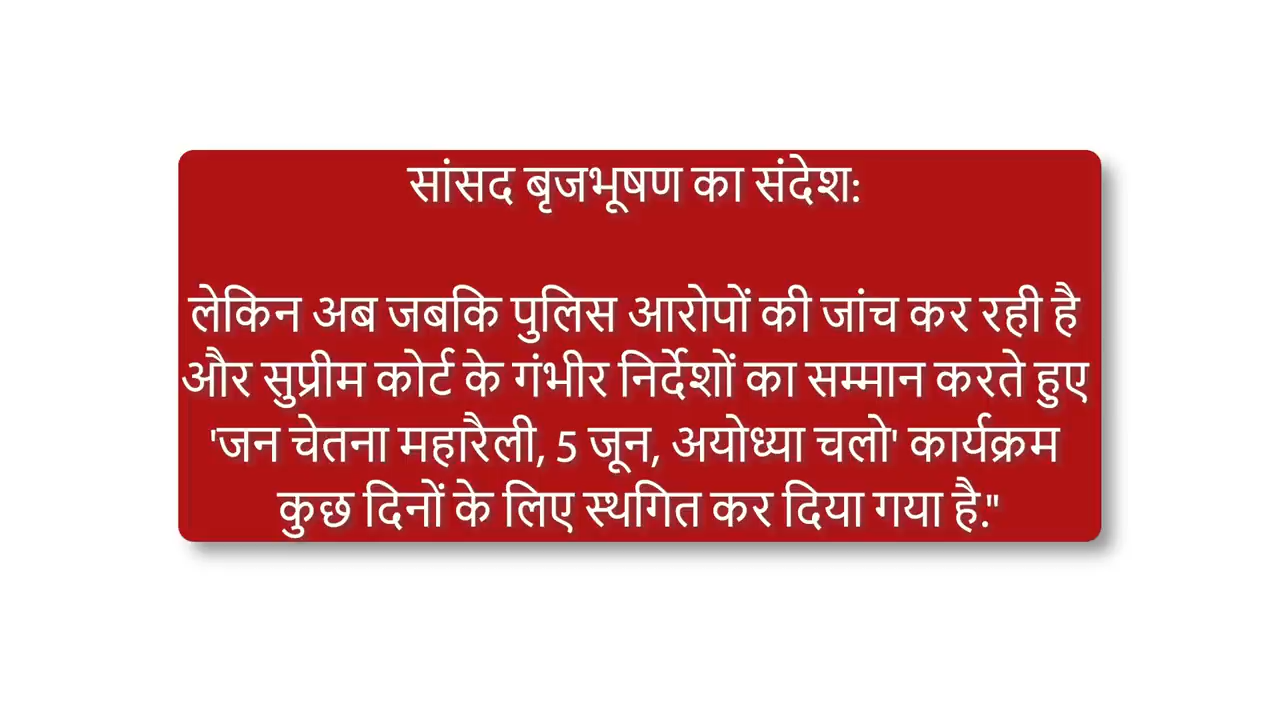 सांसद बृजभूषण का संदेश:
लेकिन अब जबकि पुलिस आरोपों की जांच कर रही है
और सुप्रीम कोर्ट के गंभीर निर्देशों का सम्मान करते हुए
'जन चेतना महारैली, 5 जून, अयोध्या चलो' कार्यक्रम
कुछ दिनों के लिए स्थगित कर दिया गया है."